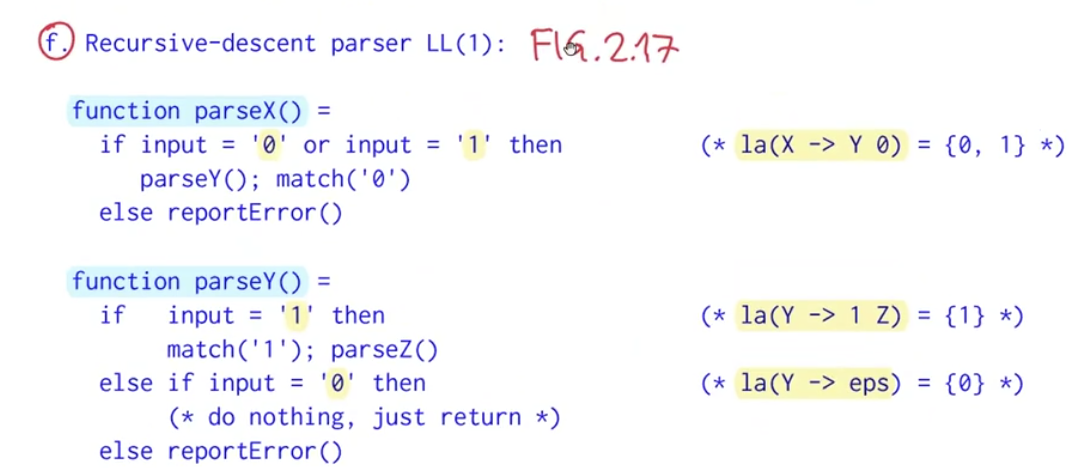 f. Recursive-descent parser LL(1): FIG.2.17
function parseX() =
if input = '0' or input = '1' then (* la(X -> Y 0) = {0, 1} *)
parseY(); match('0')
else reportError()
function parseY() =
if input = '1' then (* la(Y -> 1 Z) = {1} *)
match('1'); parseZ()
else if input = '0' then (* la(Y -> eps) = {0} *)
(* do nothing, just return *)
else reportError()